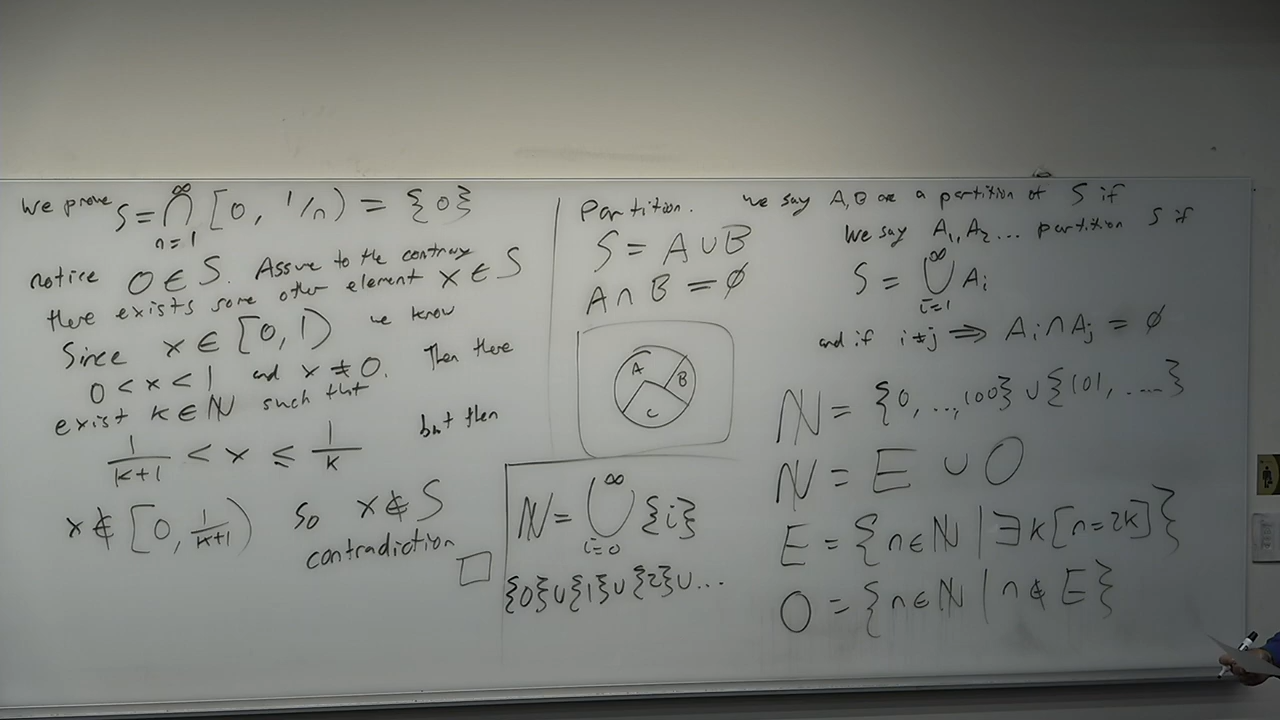 We prove S = ⋂_{n=1}^{∞} [0, 1/n) = {0}
notice 0 ∈ S. Assume to the contrary
there exists some other element x ∈ S
Since x ∈ [0, 1) we know
0 < x < 1 and x ≠ 0. Then there
exist k ∈ ℕ such that
1/(k+1) < x ≤ 1/k but then
x ∉ [0, 1/(k+1)) so x ∉ S
contradiction □
Partition. we say A, B are a partition of S if
S = A ∪ B
A ∩ B = ∅
A
B
C
ℕ = ⋃_{i=0}^{∞} {i}
{0} ∪ {1} ∪ {2} ∪ ...
We say A₁, A₂ ... partition S if
S = ⋃_{i=1}^{∞} A_i
and if i ≠ j ⟹ A_i ∩ A_j = ∅
ℕ = {0, ..., 100} ∪ {101, .....}
ℕ = E ∪ O
E = {n ∈ ℕ | ∃k [n = 2k]}
O = {n ∈ ℕ | n ∉ E}